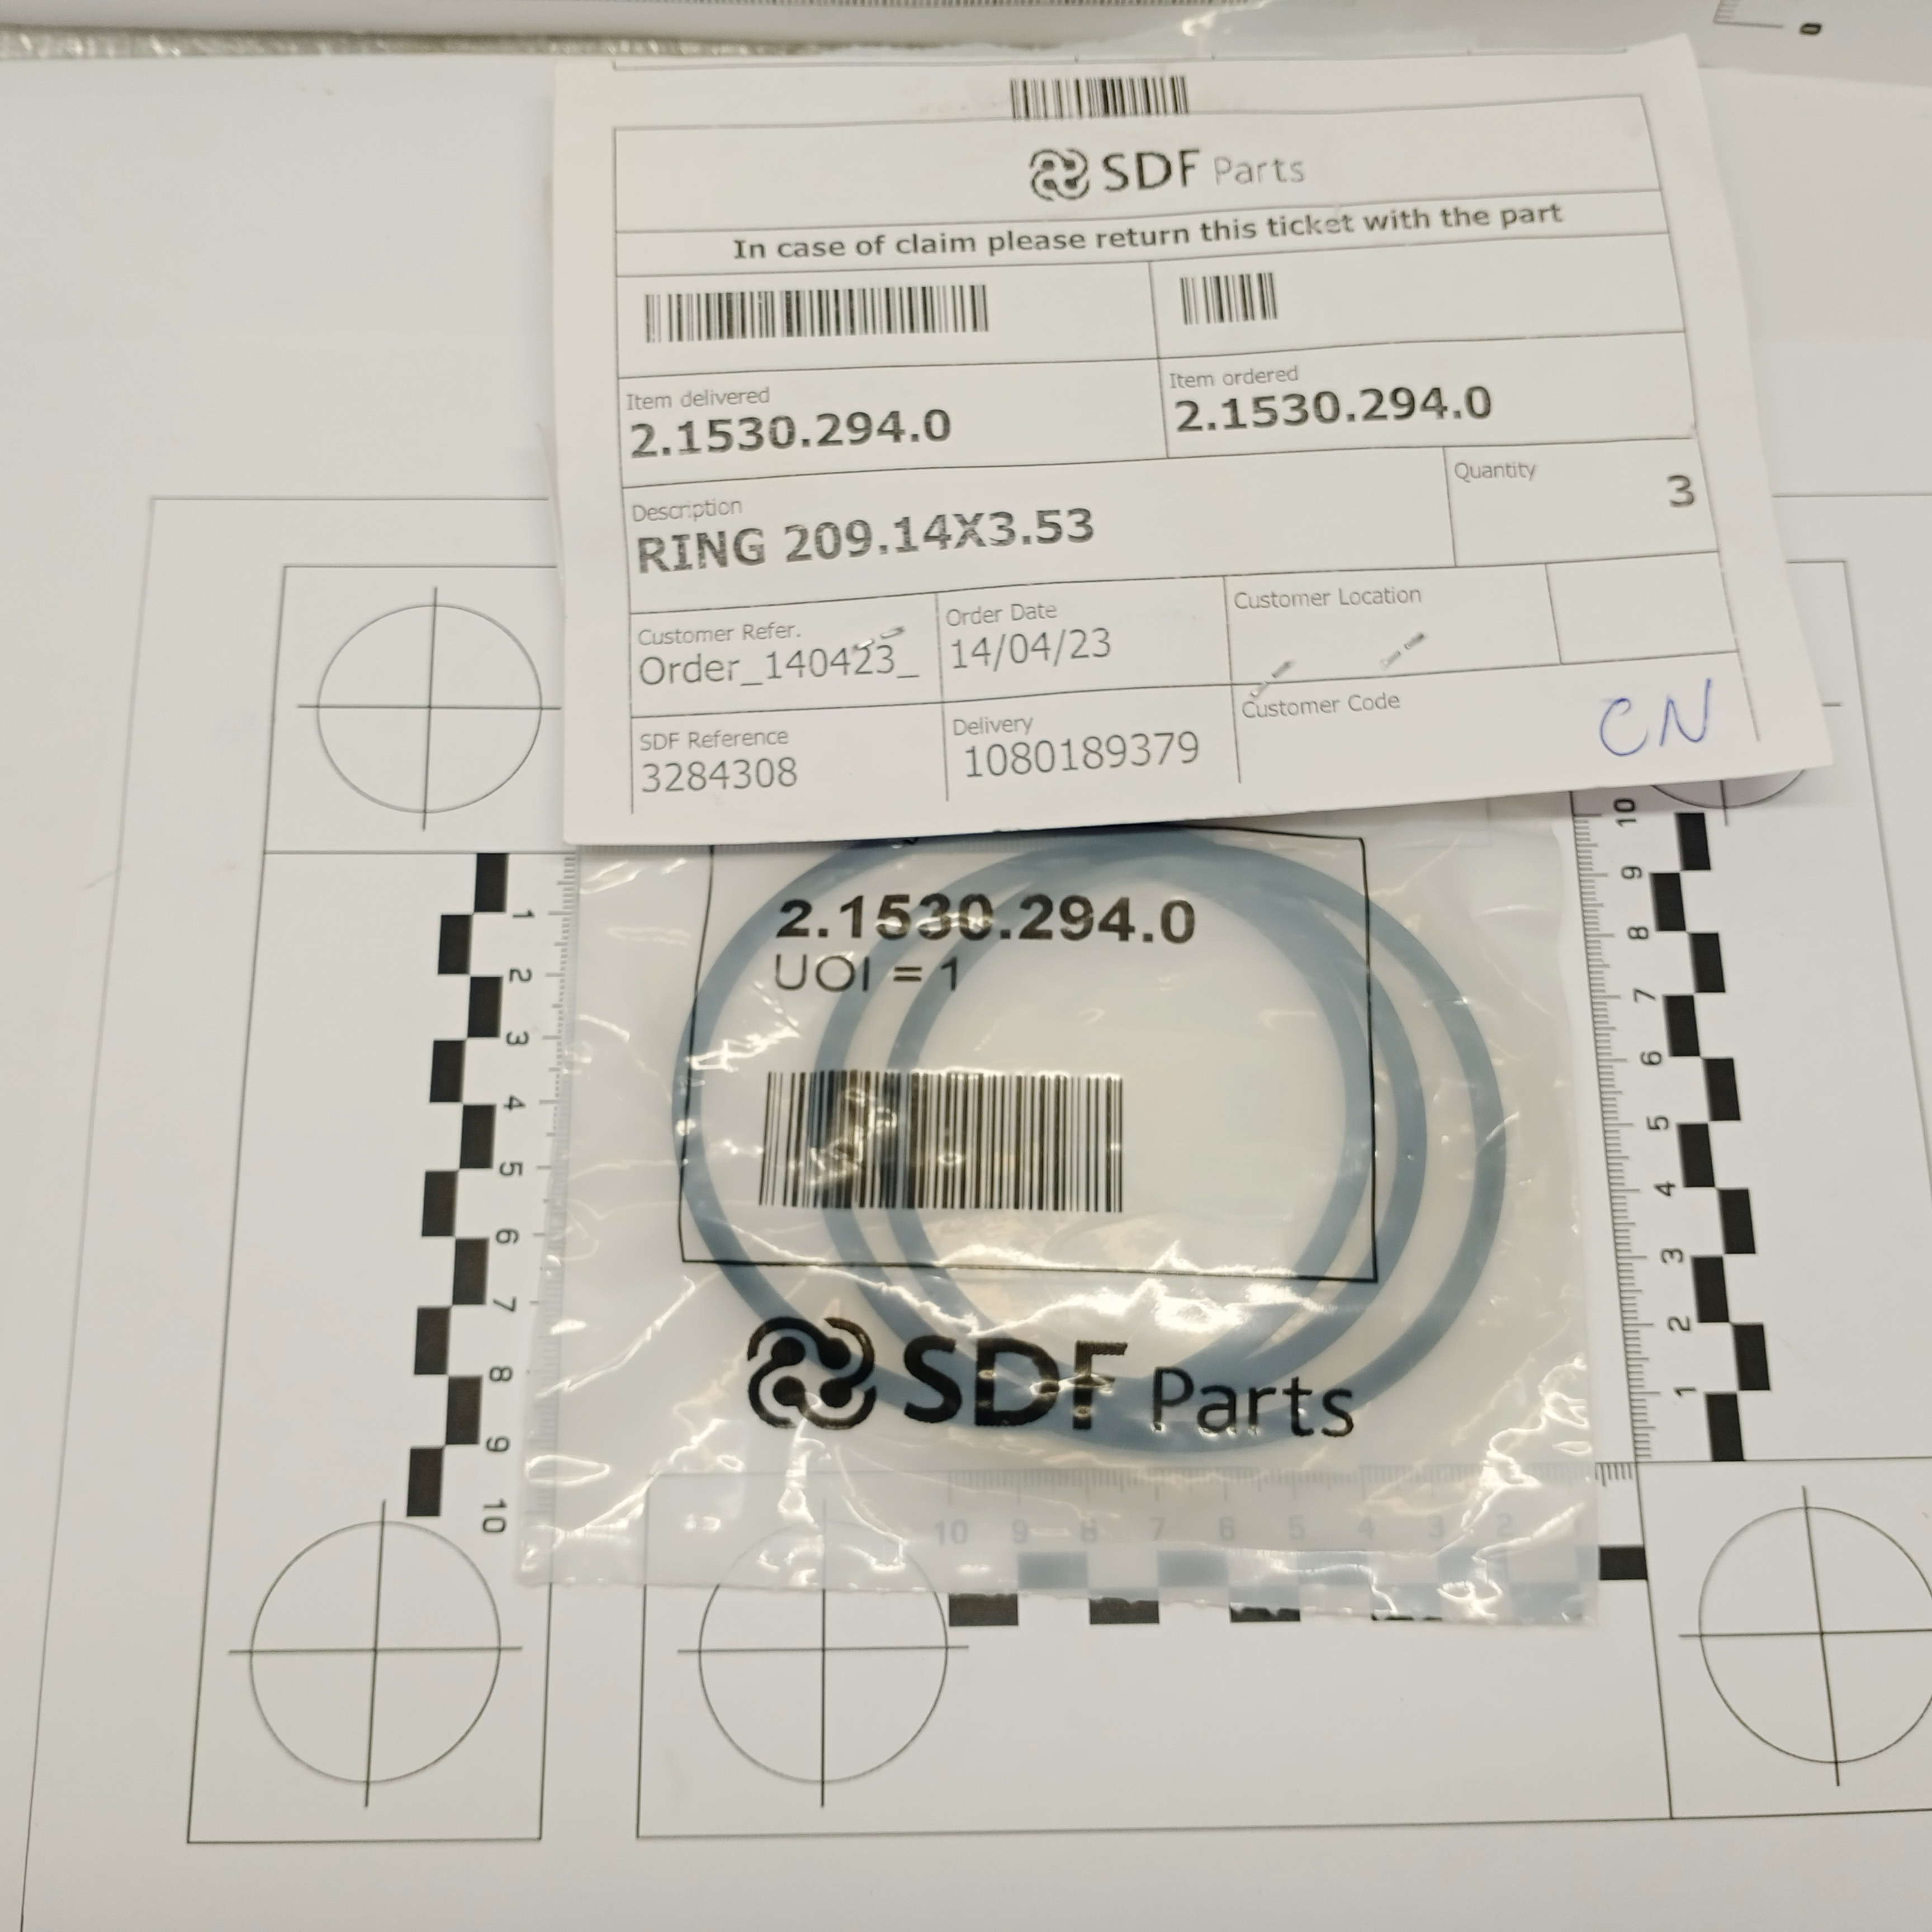 0
SDF Parts
In case of claim please return this ticket with the part
Item delivered
2.1530.294.0
Item ordered
2.1530.294.0
Description
RING 209.14X3.53
Quantity
3
Customer Refer.
Order_140423_
Order Date
14/04/23
Customer Location
SDF Reference
3284308
Delivery
1080189379
Customer Code
CN
2.1530.294.0
UOI = 1
SDF Parts
1
2
3
4
5
6
7
8
9
10
10
9
8
7
6
5
4
3
2
1
10 9 8 7 6 5 4 3 2